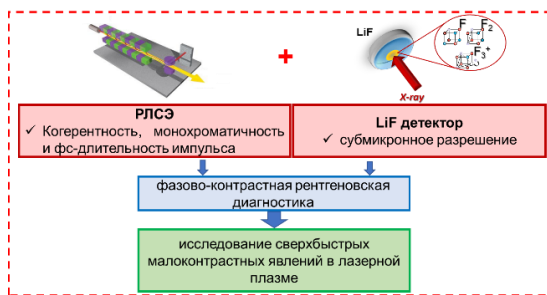 LiF
F F2
F3+
X-ray
РЛСЭ
✓ Когерентность, монохроматичность
и фс-длительность импульса
LiF детектор
✓ субмикронное разрешение
фазово-контрастная рентгеновская
диагностика
исследование сверхбыстрых
малоконтрастных явлений в лазерной
плазме